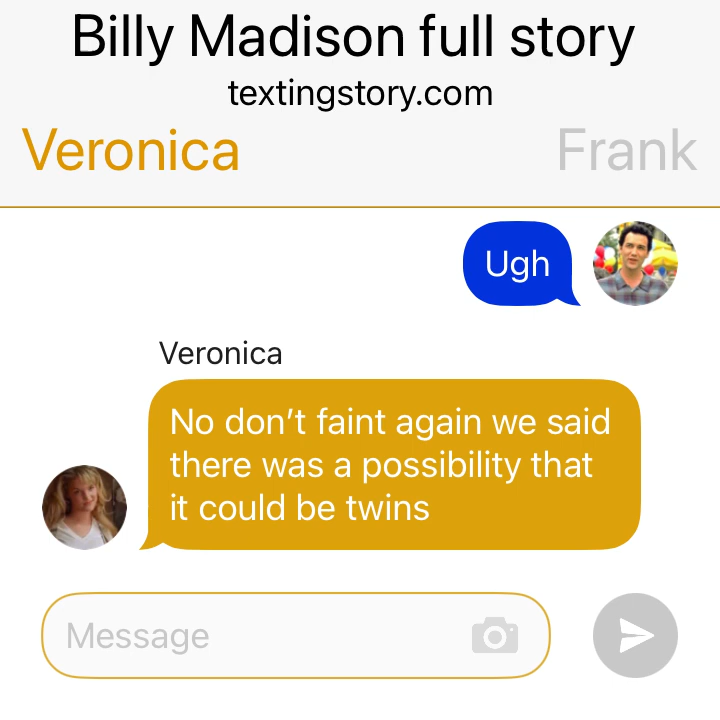 Billy Madison full story
textingstory.com
Veronica
Frank
Ugh
Veronica
No don’t faint again we said
there was a possibility that
it could be twins
Message